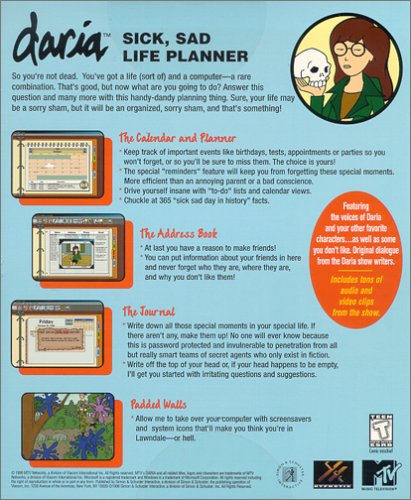 daria™
SICK, SAD
LIFE PLANNER
So you're not dead. You've got a life (sort of) and a computer—a rare
combination. That's good, but now what are you going to do? Answer this
question and many more with this handy-dandy planning thing. Sure, your life may
be a sorry sham, but it will be an organized, sorry sham, and that's something!
The Calendar and Planner
* Keep track of important events like birthdays, tests, appointments or parties so you
won't forget, or so you'll be sure to miss them. The choice is yours!
* The special "reminders" feature will keep you from forgetting these special moments.
More efficient than an annoying parent or a bad conscience.
* Drive yourself insane with "to-do" lists and calendar views.
* Chuckle at 365 "sick sad day in history" facts.
The Address Book
* At last you have a reason to make friends!
* You can put information about your friends in here
and never forget who they are, where they are,
and why you don't like them!
Featuring
the voices of Daria
and your other favorite
characters....as well as some
you don't like. Original dialogue
from the Daria show writers.
Includes tons of
audio and
video clips
from the show.
The Journal
* Write down all those special moments in your special life. If
there aren't any, make them up! No one will ever know because
this is password protected and invulnerable to penetration from all
but really smart teams of secret agents who only exist in fiction.
* Write off the top of your head or, if your head happens to be empty,
I'll get you started with irritating questions and suggestions.
Friday
Padded Walls
* Allow me to take over your computer with screensavers
and system icons that'll make you think you're in
Lawndale—or hell.
TEEN
T
ESRB
MTV
MUSIC TELEVISION